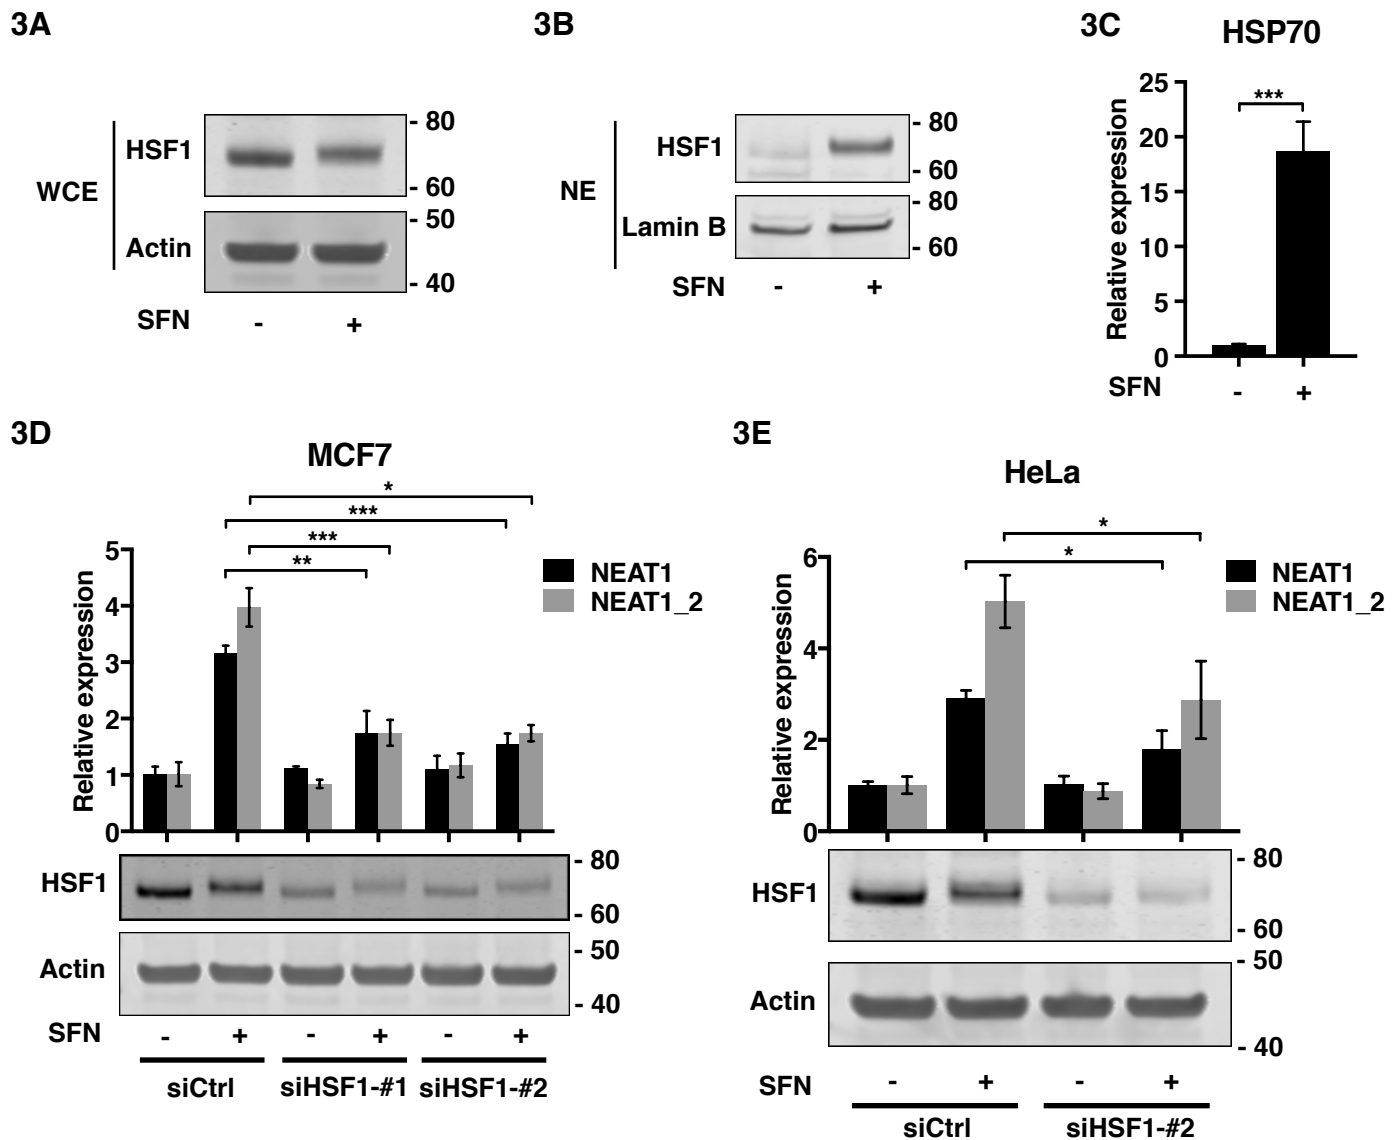 3A
3B
3C
HSP70
WCE
HSF1
- 80
- 60
Actin
- 50
- 40
SFN - +
NE
HSF1
- 80
- 60
Lamin B
- 80
- 60
SFN - +
Relative expression
25
20
15
10
5
0
***
SFN - +
3D
MCF7
*
***
***
**
Relative expression
5
4
3
2
1
0
NEAT1
NEAT1_2
HSF1
- 80
- 60
Actin
- 50
- 40
SFN - + - + - +
siCtrl siHSF1-#1 siHSF1-#2
3E
HeLa
*
*
Relative expression
6
4
2
0
NEAT1
NEAT1_2
HSF1
- 80
- 60
Actin
- 50
- 40
SFN - + - +
siCtrl siHSF1-#2